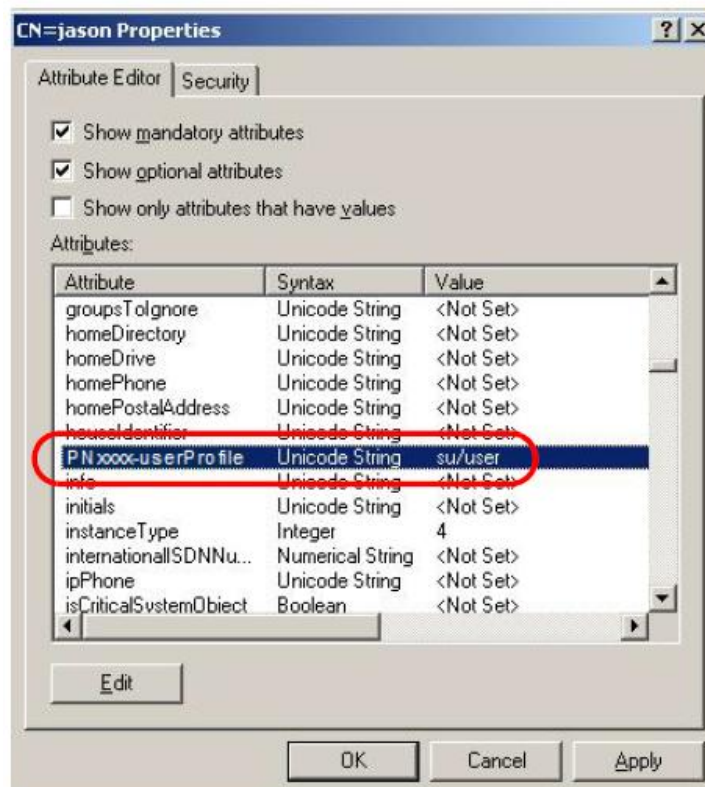 CN=jason Properties
Attribute Editor Security
Show mandatory attributes
Show optional attributes
Show only attributes that have values
Attributes:
Attribute Syntax Value
groupsToIgnore Unicode String <Not Set>
homeDirectory Unicode String <Not Set>
homeDrive Unicode String <Not Set>
homePhone Unicode String <Not Set>
homePostalAddress Unicode String <Not Set>
houseIdentifier Unicode String <Not Set>
PNxxxx-userProfile Unicode String su/user
info Unicode String <Not Set>
initials Unicode String <Not Set>
instanceType Integer 4
internationalISDNNu... Numerical String <Not Set>
ipPhone Unicode String <Not Set>
isCriticalSystemObject Boolean <Not Set>
Edit
OK Cancel Apply